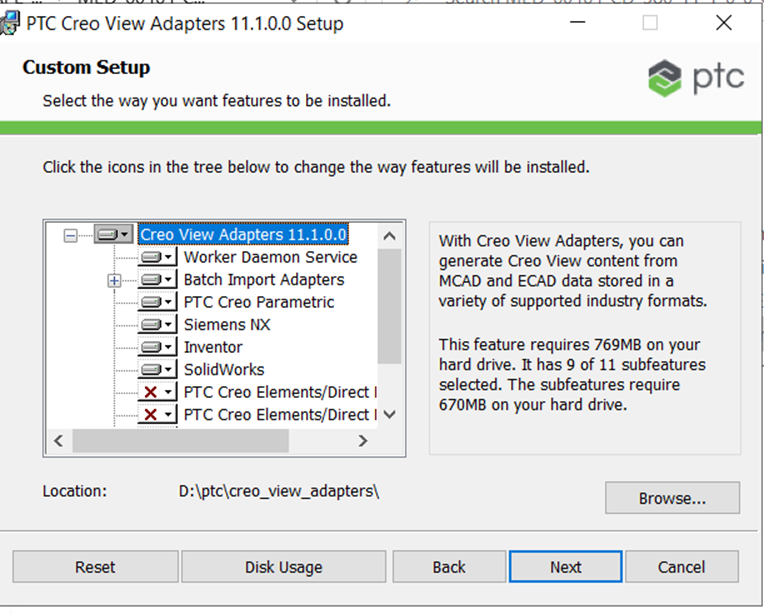 PTC Creo View Adapters 11.1.0.0 Setup
Custom Setup
Select the way you want features to be installed.
ptc
Click the icons in the tree below to change the way features will be installed.
Creo View Adapters 11.1.0.0
Worker Daemon Service
Batch Import Adapters
PTC Creo Parametric
Siemens NX
Inventor
SolidWorks
PTC Creo Elements/Direct
PTC Creo Elements/Direct
With Creo View Adapters, you can
generate Creo View content from
MCAD and ECAD data stored in a
variety of supported industry formats.
This feature requires 769MB on your
hard drive. It has 9 of 11 subfeatures
selected. The subfeatures require
670MB on your hard drive.
Location:
D:\ptc\creo_view_adapters\
Browse...
Reset
Disk Usage
Back
Next
Cancel